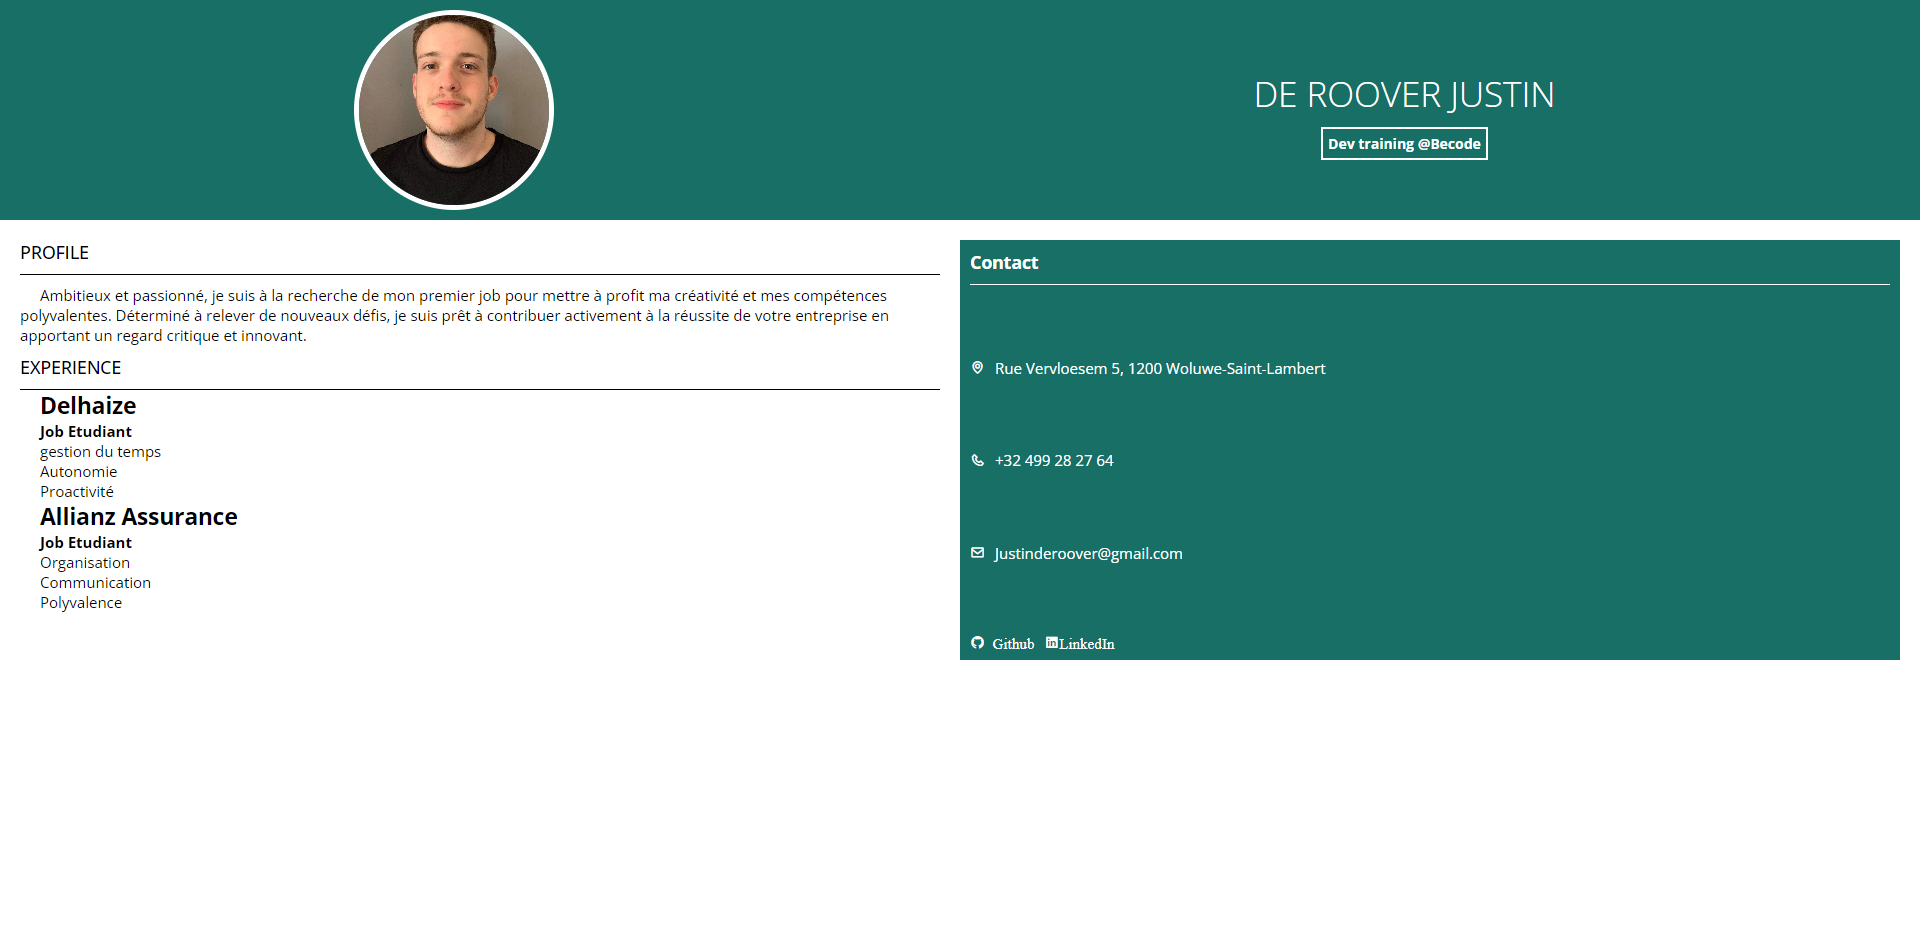 DE ROOVER JUSTIN
Dev training @Becode
PROFILE
Ambitieux et passionné, je suis à la recherche de mon premier job pour mettre à profit ma créativité et mes compétences
polyvalentes. Déterminé à relever de nouveaux défis, je suis prêt à contribuer activement à la réussite de votre entreprise en
apportant un regard critique et innovant.
EXPERIENCE
Delhaize
Job Etudiant
gestion du temps
Autonomie
Proactivité
Allianz Assurance
Job Etudiant
Organisation
Communication
Polyvalence
Contact
Rue Vervloesem 5, 1200 Woluwe-Saint-Lambert
+32 499 28 27 64
Justinderoover@gmail.com
Github LinkedIn